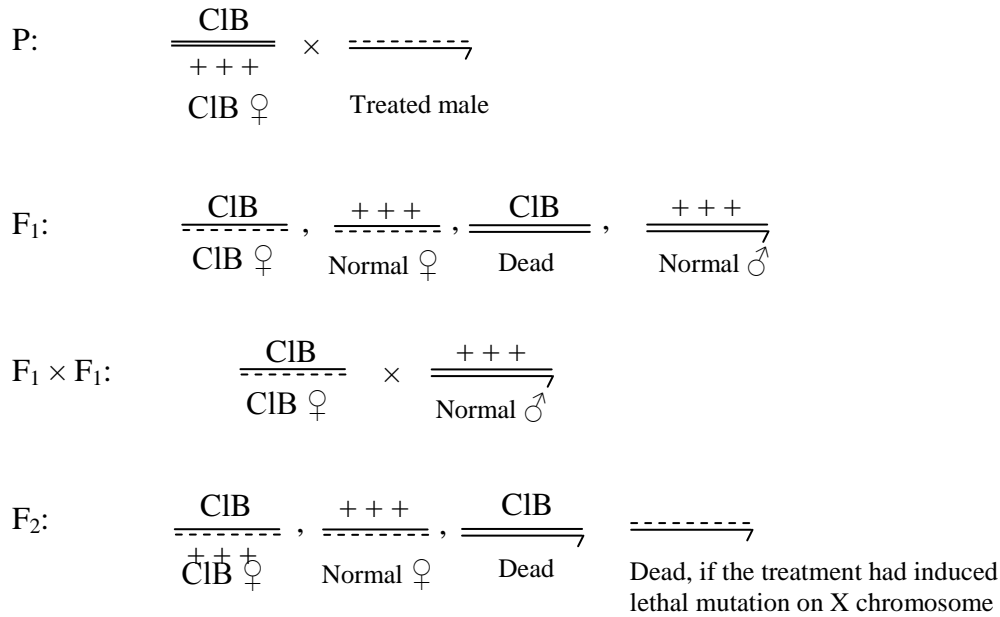 ClB
P: ×
+ + +
ClB ♀ Treated male
ClB + + + ClB + + +
F₁: , , ,
ClB ♀ Normal ♀ Dead Normal ♂
ClB + + +
F₁ × F₁: ×
ClB ♀ Normal ♂
ClB + + + ClB
F₂: , ,
+ + +
ClB ♀ Normal ♀ Dead Dead, if the treatment had induced
lethal mutation on X chromosome